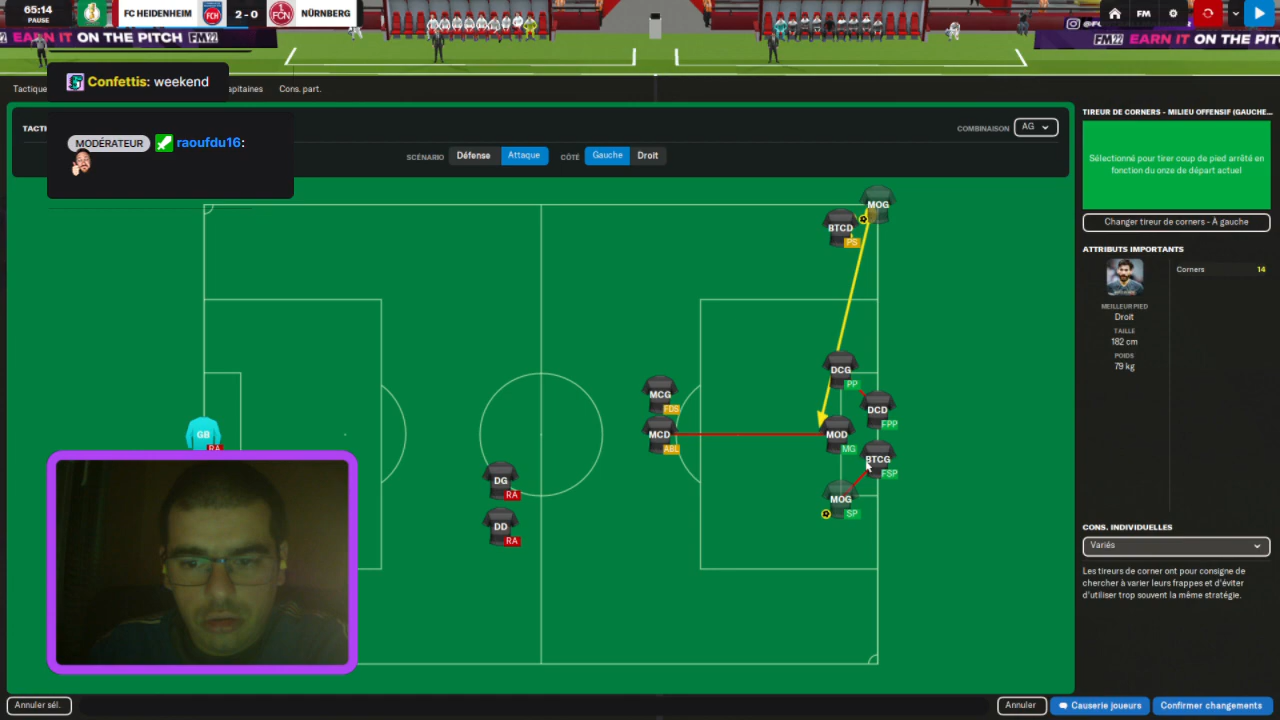 65:14
PAUSE
FC HEIDENHEIM
2 - 0
NÜRNBERG
FM
EARN IT ON THE PITCH FM22
FM22 EARN IT ON THE PIT
Confettis: weekend
Tactique
apitaines
Cons. part.
MODÉRATEUR raoufdu16:
TACTI
COMBINAISON
AG
SCÉNARIO
Défense
Attaque
CÔTÉ
Gauche
Droit
MOG
BTCD
PS
DCG
PP
MCG
FDS
DCD
FPP
MCD
ABL
MOD
MG
GB
RA
BTCG
FSP
DG
RA
MOG
SP
DD
RA
TIREUR DE CORNERS - MILIEU OFFENSIF (GAUCHE...
Sélectionné pour tirer coup de pied arrêté en
fonction du onze de départ actuel
Changer tireur de corners - À gauche
ATTRIBUTS IMPORTANTS
Corners
14
MEILLEUR PIED
Droit
TAILLE
182 cm
POIDS
79 kg
CONS. INDIVIDUELLES
Variés
Les tireurs de corner ont pour consigne de
chercher à varier leurs frappes et d'éviter
d'utiliser trop souvent la même stratégie.
Annuler sél.
Annuler
Causerie joueurs
Confirmer changements